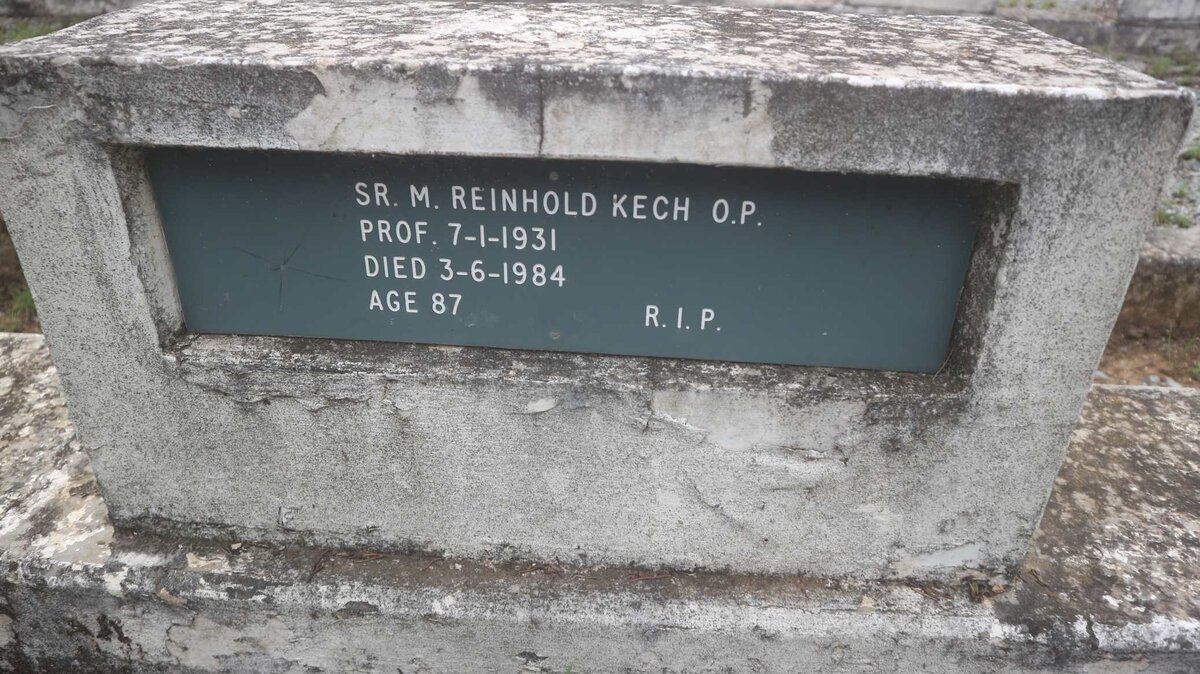 SR. M. REINHOLD KECH O.P.
PROF. 7-1-1931
DIED 3-6-1984
AGE 87 R.I.P.